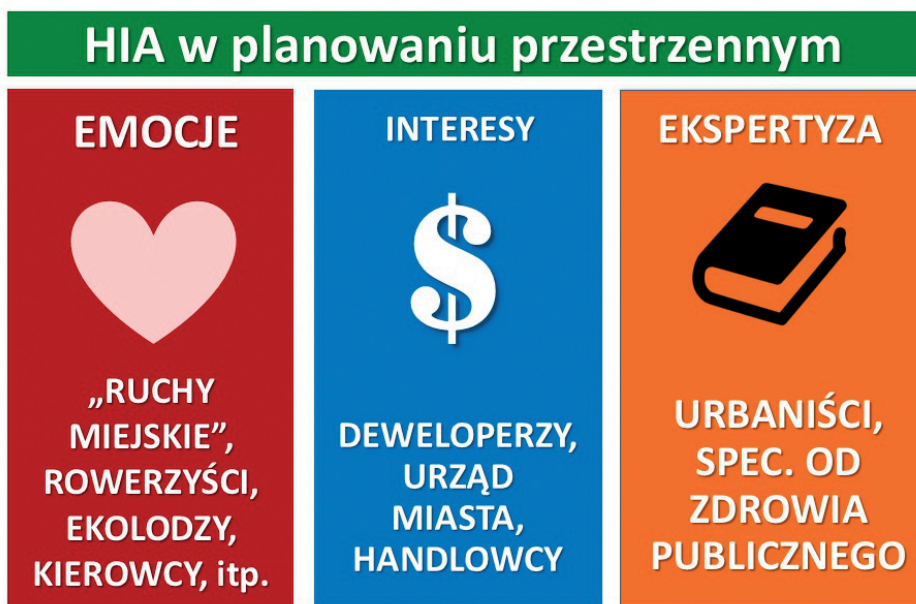 HIA w planowaniu przestrzennym
EMOCJE
„RUCHY
MIEJSKIE”,
ROWERZYŚCI,
EKOLODZY,
KIEROWCY, itp.
INTERESY
$
DEWELOPERZY,
URZĄD
MIASTA,
HANDLOWCY
EKSPERTYZA
URBANIŚCI,
SPEC. OD
ZDROWIA
PUBLICZNEGO